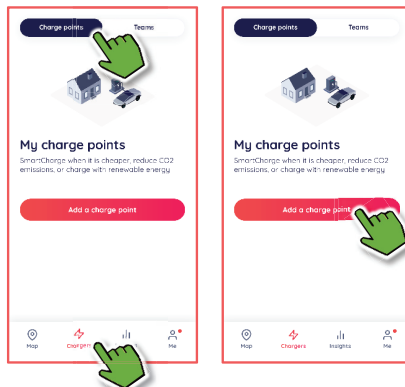 Charge points Teams
My charge points
SmartCharge when it is cheaper, reduce CO2
emissions, or charge with renewable energy
Add a charge point
Map Chargers Me
Charge points Teams
My charge points
SmartCharge when it is cheaper, reduce CO2
emissions, or charge with renewable energy
Add a charge point
Map Chargers Insights Me